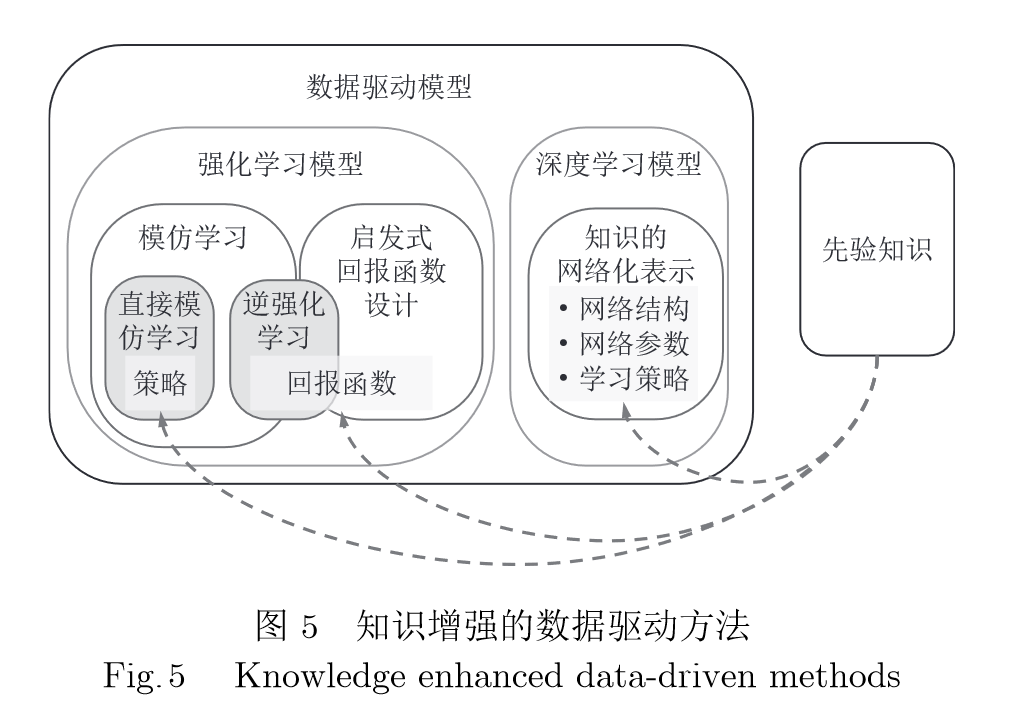 数据驱动模型
强化学习模型
模仿学习
直接模
仿学习
策略
逆强化
学习
启发式
回报函数
设计
回报函数
深度学习模型
知识的
网络化表示
• 网络结构
• 网络参数
• 学习策略
先验知识
图 5 知识增强的数据驱动方法
Fig. 5 Knowledge enhanced data-driven methods